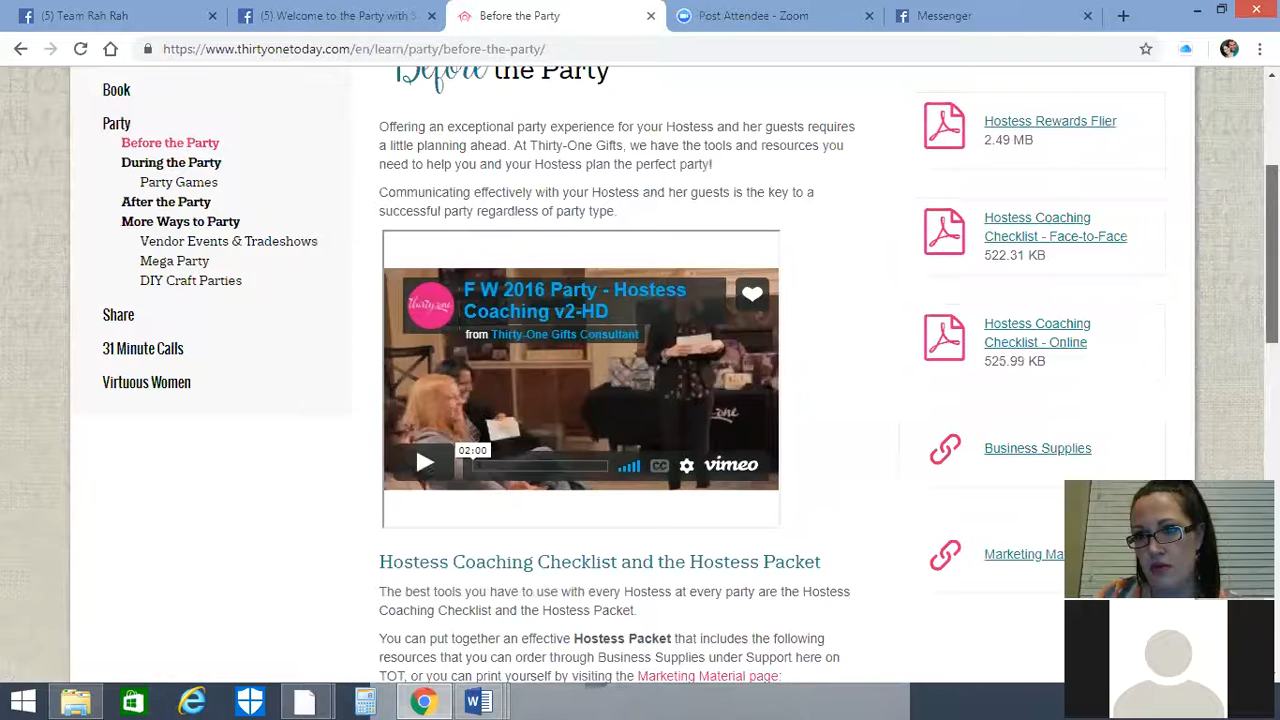 (5) Team Rah Rah
(5) Welcome to the Party with S
Before the Party
Post Attendee - Zoom
Messenger
https://www.thirtyonetoday.com/en/learn/party/before-the-party/
Book
Party
Before the Party
During the Party
Party Games
After the Party
More Ways to Party
Vendor Events & Tradeshows
Mega Party
DIY Craft Parties
Share
31 Minute Calls
Virtuous Women
Before the Party
Offering an exceptional party experience for your Hostess and her guests requires
a little planning ahead. At Thirty-One Gifts, we have the tools and resources you
need to help you and your Hostess plan the perfect party!
Communicating effectively with your Hostess and her guests is the key to a
successful party regardless of party type.
thirty-one
F W 2016 Party - Hostess
Coaching v2-HD
from Thirty-One Gifts Consultant
02:00
CC
vimeo
Hostess Coaching Checklist and the Hostess Packet
The best tools you have to use with every Hostess at every party are the Hostess
Coaching Checklist and the Hostess Packet.
You can put together an effective Hostess Packet that includes the following
resources that you can order through Business Supplies under Support here on
TOT, or you can print yourself by visiting the Marketing Material page:
Hostess Rewards Flier
2.49 MB
Hostess Coaching
Checklist - Face-to-Face
522.31 KB
Hostess Coaching
Checklist - Online
525.99 KB
Business Supplies
Marketing Ma